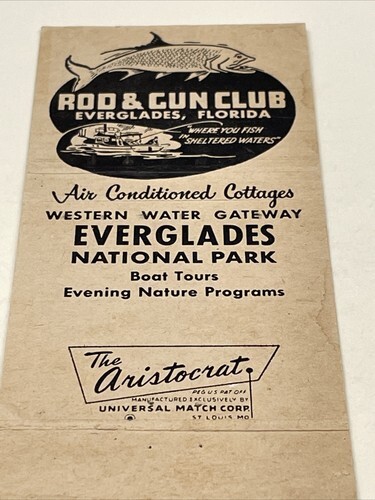 ROD & GUN CLUB
EVERGLADES, FLORIDA
"WHERE YOU FISH
IN "SHELTERED WATERS"
Air Conditioned Cottages
WESTERN WATER GATEWAY
EVERGLADES
NATIONAL PARK
Boat Tours
Evening Nature Programs
The
Aristocrat
REG US PAT OFF
MANUFACTURED EXCLUSIVELY BY
UNIVERSAL MATCH CORP.
ST. LOUIS, MO